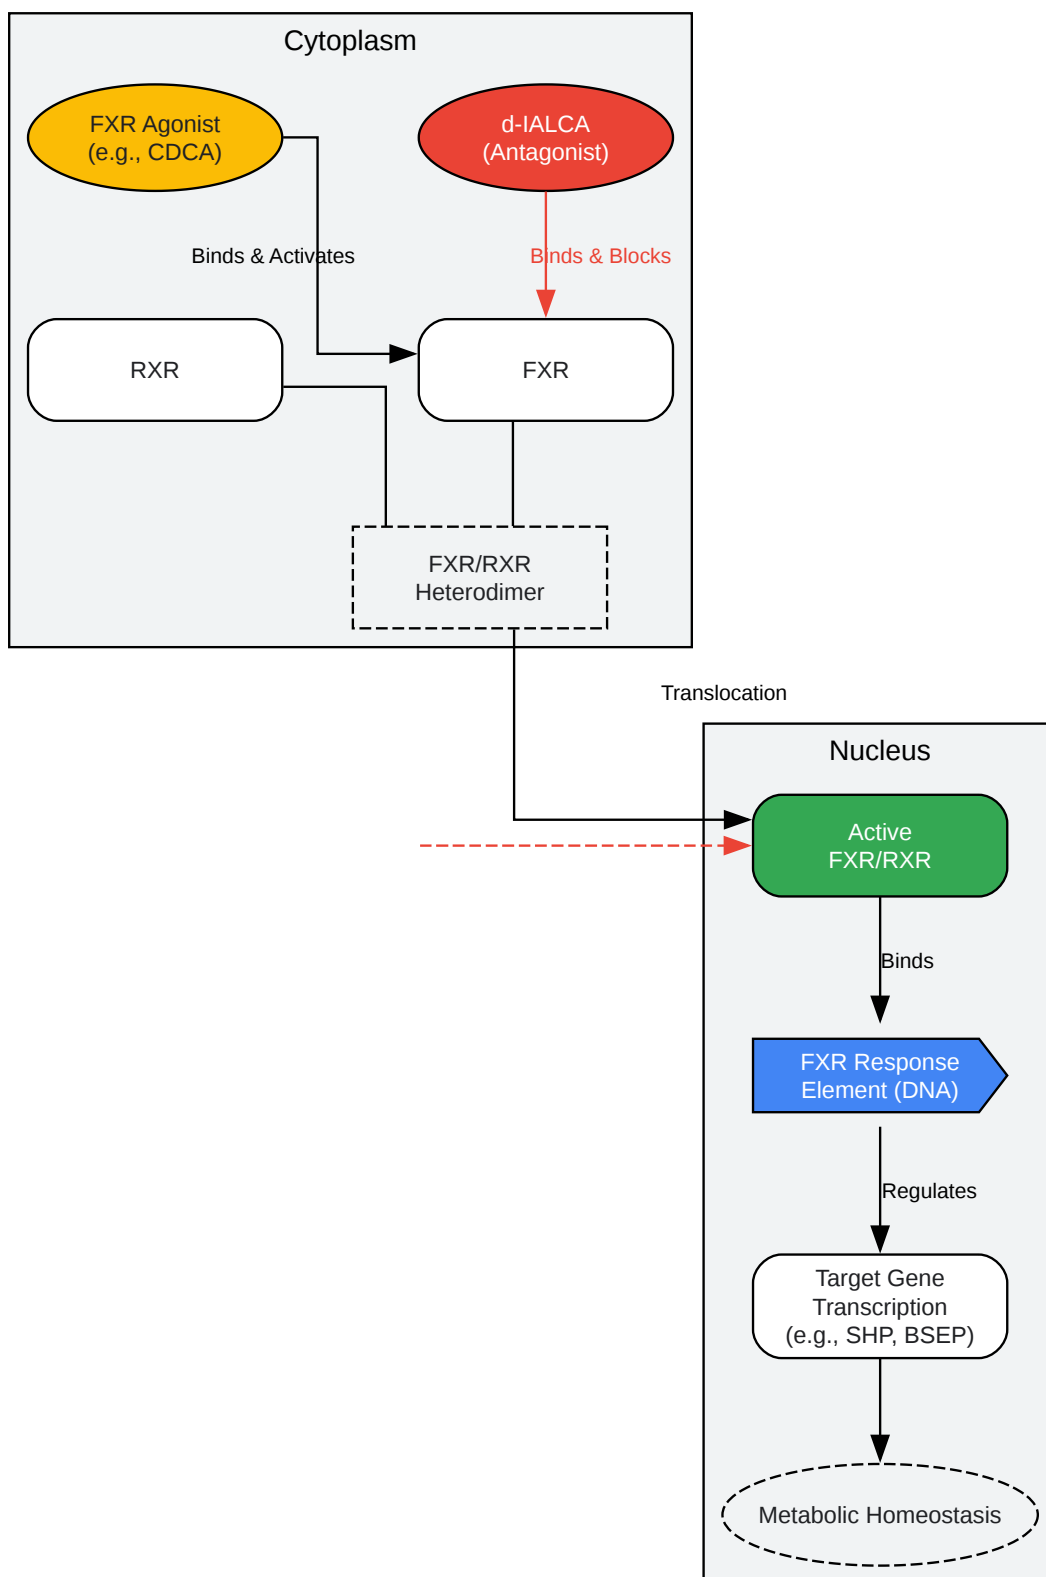 Cytoplasm
FXR Agonist
(e.g., CDCA)
d-IALCA
(Antagonist)
Binds & Activates
Binds & Blocks
RXR
FXR
FXR/RXR
Heterodimer
Translocation
Nucleus
Active
FXR/RXR
Binds
FXR Response
Element (DNA)
Regulates
Target Gene
Transcription
(e.g., SHP, BSEP)
Metabolic Homeostasis